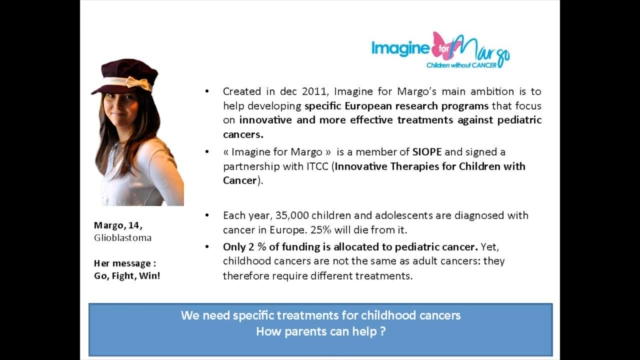 Imagine for Margo
Children without CANCER
• Created in dec 2011, Imagine for Margo's main ambition is to
help developing specific European research programs that focus
on innovative and more effective treatments against pediatric
cancers.
• « Imagine for Margo » is a member of SIOPE and signed a
partnership with ITCC (Innovative Therapies for Children with
Cancer).
• Each year, 35,000 children and adolescents are diagnosed with
cancer in Europe. 25% will die from it.
• Only 2 % of funding is allocated to pediatric cancer. Yet,
childhood cancers are not the same as adult cancers: they
therefore require different treatments.
Margo, 14,
Glioblastoma
Her message :
Go, Fight, Win!
We need specific treatments for childhood cancers
How parents can help ?